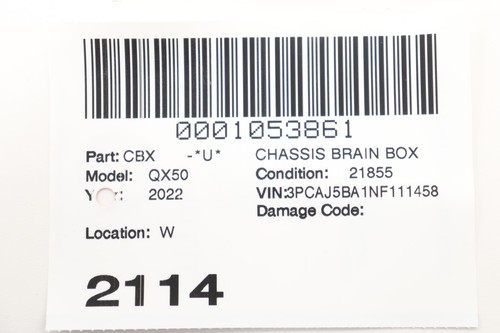 0001053861
Part: CBX -*U* CHASSIS BRAIN BOX
Model: QX50 Condition: 21855
2022 VIN:3PCAJ5BA1NF111458
Damage Code:
Location: W
2114